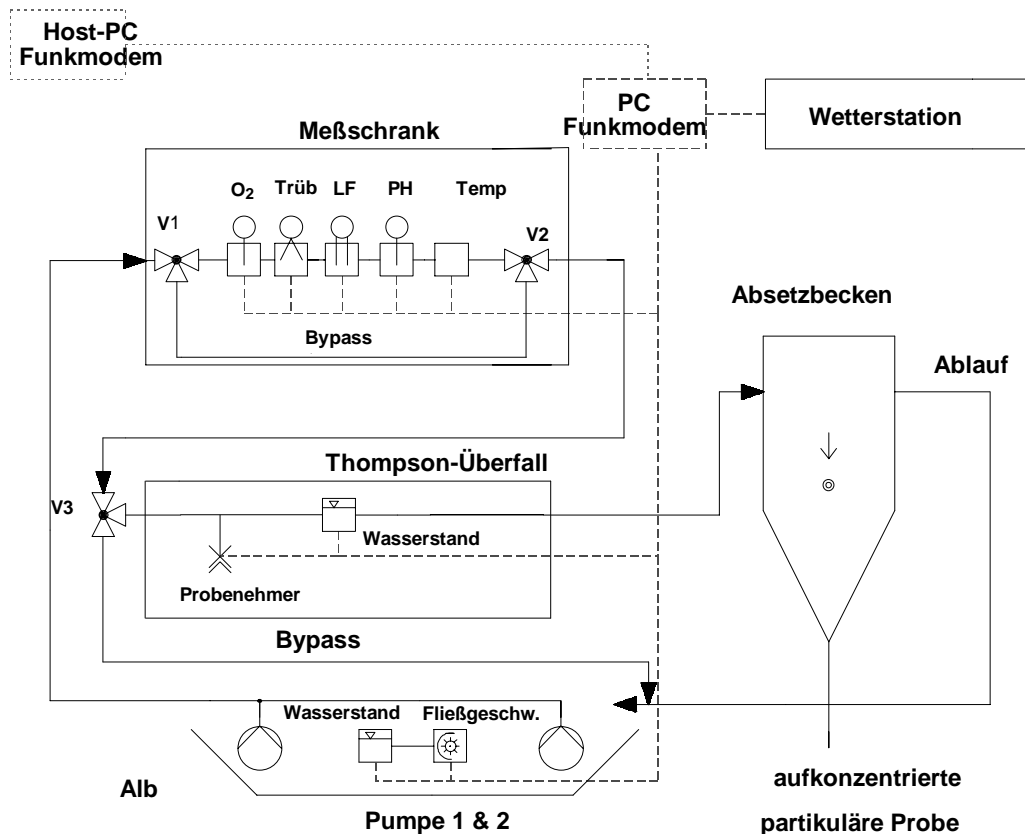 Host-PC
Funkmodem
PC
Funkmodem
Wetterstation
Meßschrank
O2 Trüb LF PH Temp
V1
V2
Bypass
Absetzbecken
Ablauf
Thompson-Überfall
V3
Wasserstand
Probenehmer
Bypass
Wasserstand Fließgeschw.
Alb
Pumpe 1 & 2
aufkonzentrierte
partikuläre Probe